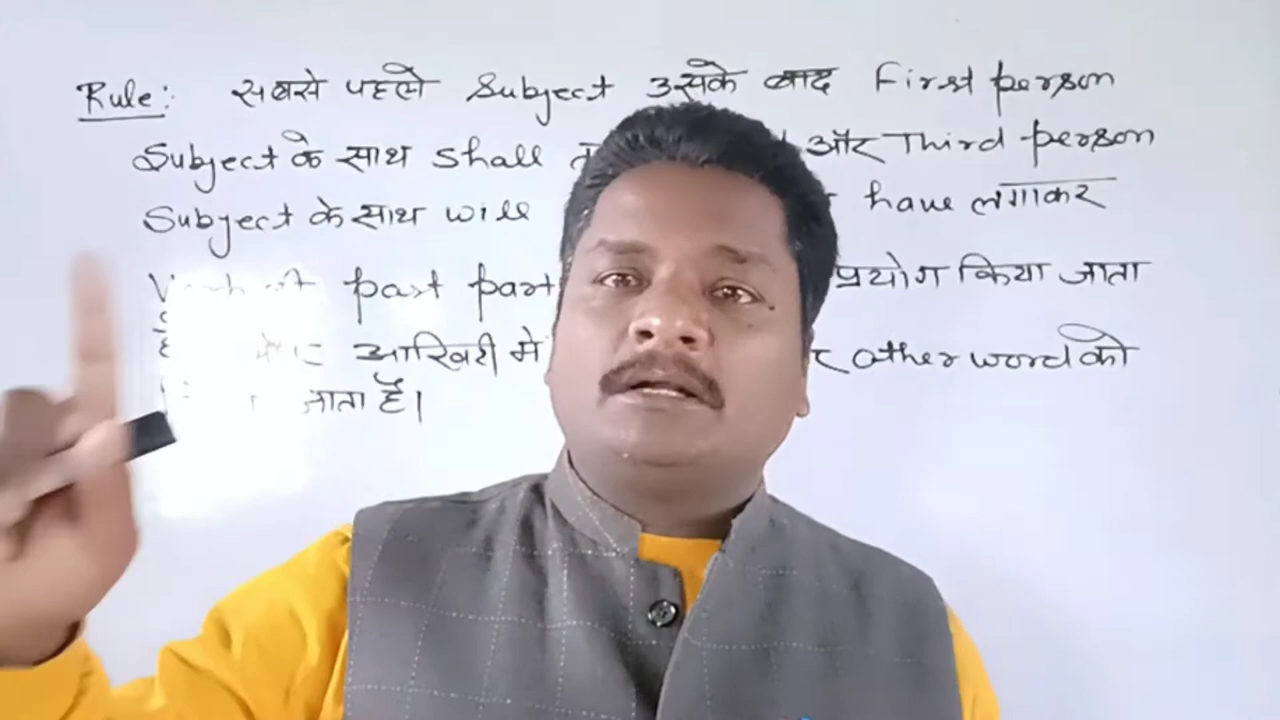 Rule: सबसे पहले Subject उसके बाद First person
Subject के साथ shall और Third person
Subject के साथ will have लगाकर
past प्रयोग किया जाता
आखिरी में other word को
जाता है।